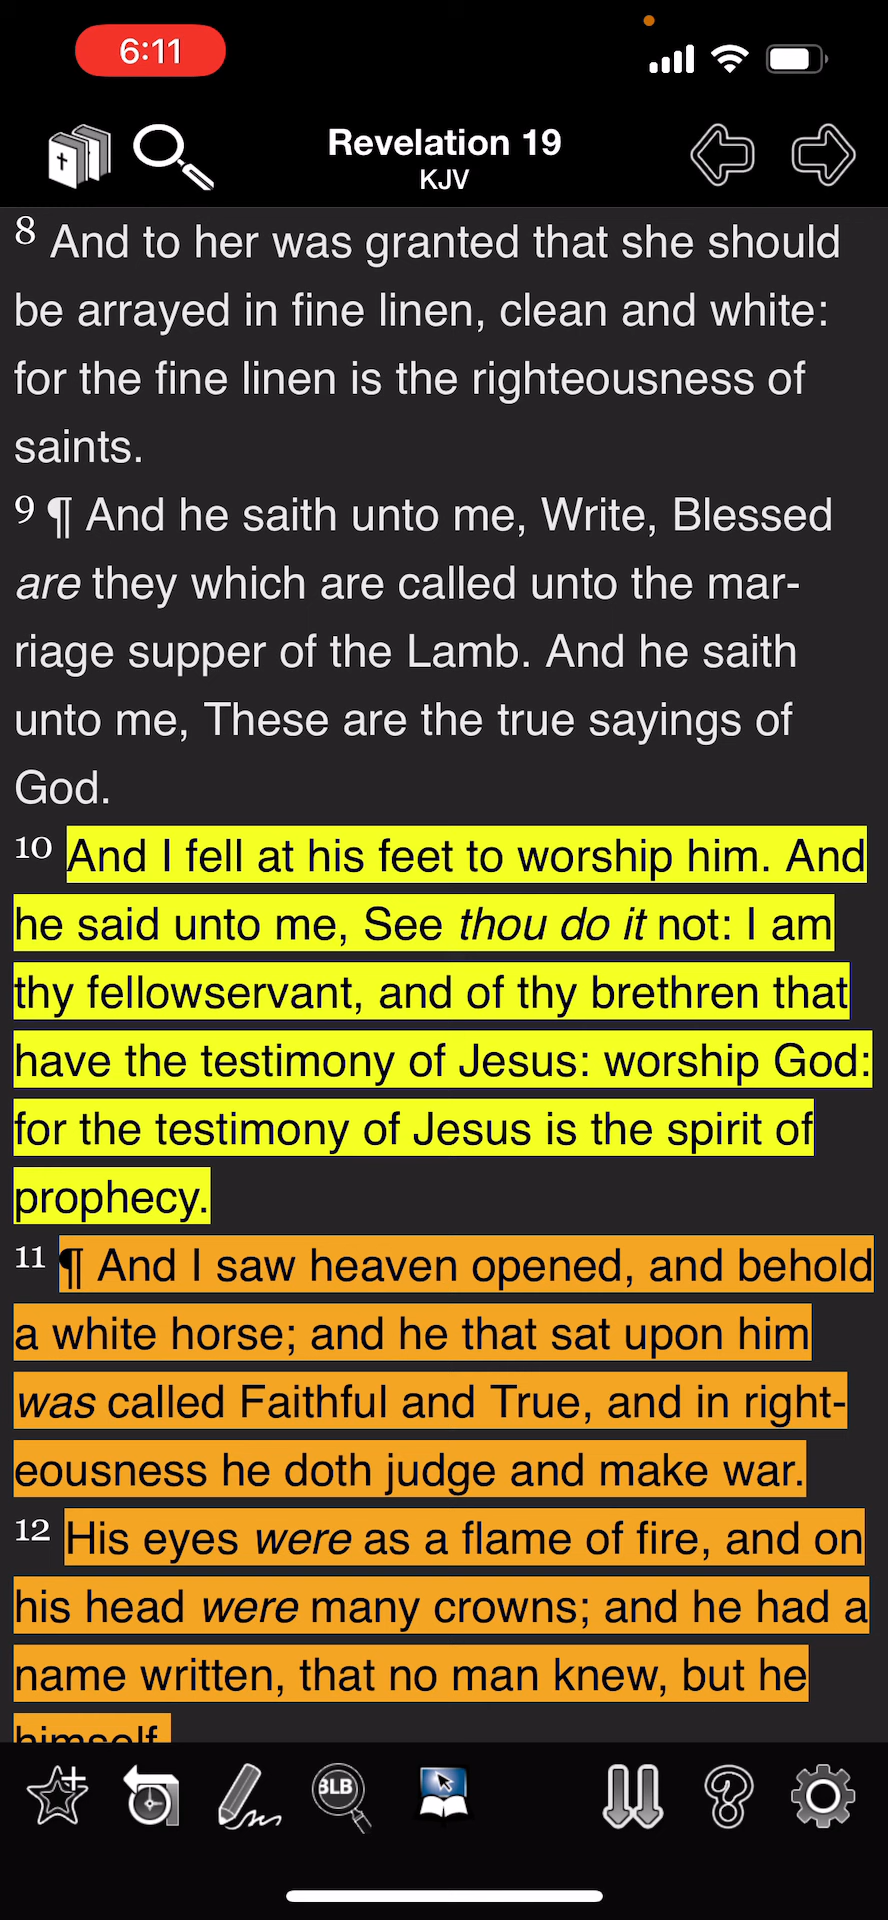 6:11
Revelation 19
KJV
8 And to her was granted that she should
be arrayed in fine linen, clean and white:
for the fine linen is the righteousness of
saints.
9 ¶ And he saith unto me, Write, Blessed
are they which are called unto the mar-
riage supper of the Lamb. And he saith
unto me, These are the true sayings of
God.
10 And I fell at his feet to worship him. And
he said unto me, See thou do it not: I am
thy fellowservant, and of thy brethren that
have the testimony of Jesus: worship God:
for the testimony of Jesus is the spirit of
prophecy.
11 ¶ And I saw heaven opened, and behold
a white horse; and he that sat upon him
was called Faithful and True, and in right-
eousness he doth judge and make war.
12 His eyes were as a flame of fire, and on
his head were many crowns; and he had a
name written, that no man knew, but he
himself.
BLB